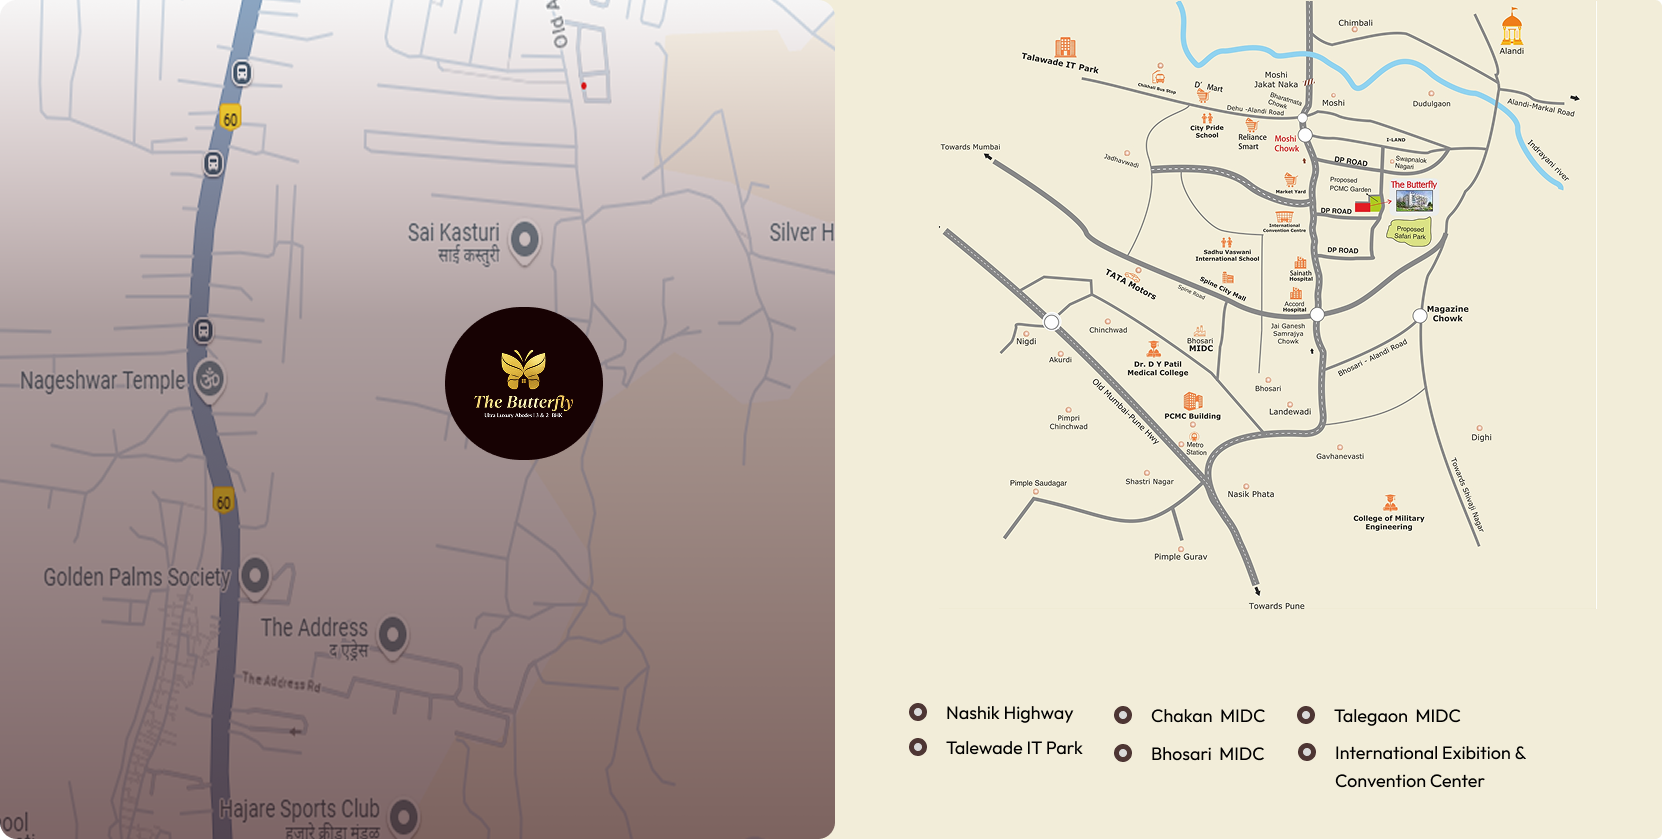 Old-A
60
Sai Kasturi
साई कस्तुरी
Silver H
Nageshwar Temple
The Butterfly
Ultra Luxury Abodes | 3 & 2 BHK
60
Golden Palms Society
The Address
द एड्रेस
The Address Rd
Hajare Sports Club
हजारे क्रीडा मंडळ
ool
Chimbali
Alandi
Talawade IT Park
Chikhali Bus Stop
D' Mart
Moshi
Jakat Naka
Bharatmata
Chowk
Moshi
Dudulgaon
Alandi-Markal Road
Dehu -Alandi Road
City Pride
School
Reliance
Smart
Moshi
Chowk
I-LAND
Indrayani river
Towards Mumbai
Jadhavwadi
DP ROAD
Swapnalok
Nagari
Market Yard
Proposed
PCMC Garden
The Butterfly
DP ROAD
International
Convention Centre
Proposed
Safari Park
DP ROAD
Sadhu Vaswani
International School
Sainath
Hospital
TATA Motors
Spine City Mall
Spine Road
Accord
Hospital
Magazine
Chowk
Jai Ganesh
Samrajya
Chowk
Nigdi
Chinchwad
Bhosari
MIDC
Akurdi
Dr. D Y Patil
Medical College
Bhosari - Alandi Road
Old Mumbai-Pune Hwy
Bhosari
Landewadi
PCMC Building
Pimpri
Chinchwad
Metro
Station
Dighi
Gavhanevasti
Pimple Saudagar
Shastri Nagar
Nasik Phata
Towards Shivaji Nagar
College of Military
Engineering
Pimple Gurav
Towards Pune
Nashik Highway
Chakan MIDC
Talegaon MIDC
Talewade IT Park
Bhosari MIDC
International Exibition &
Convention Center